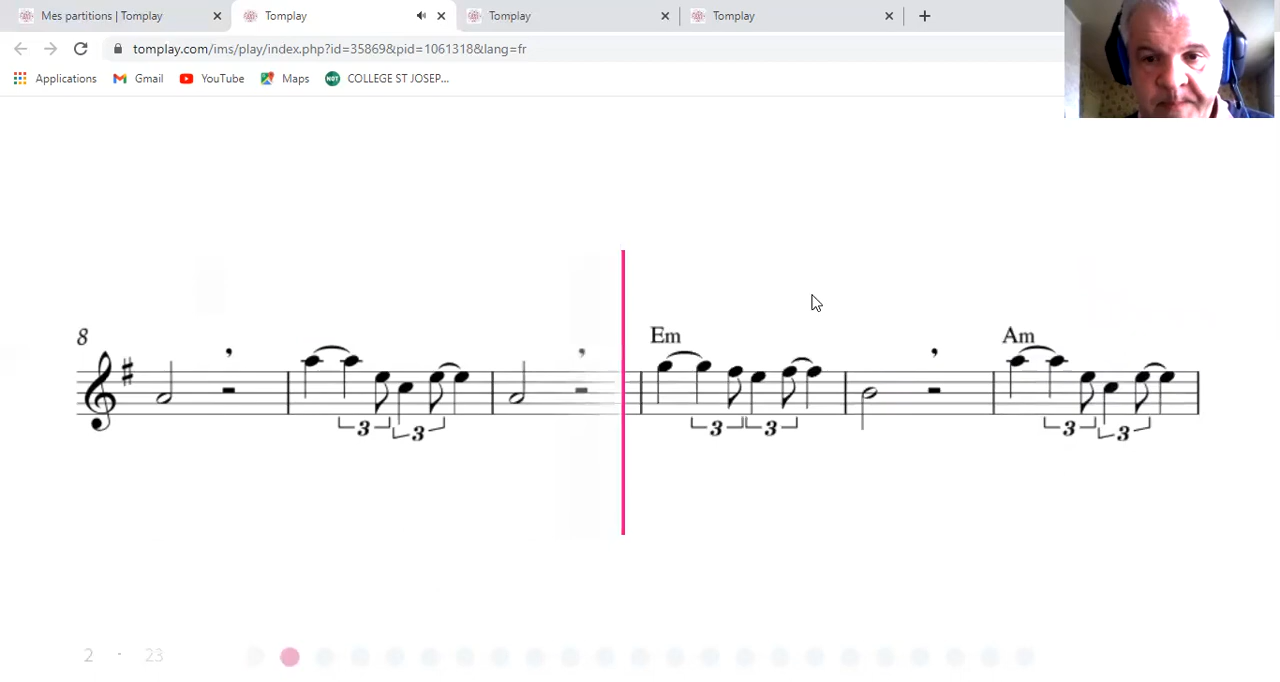 Mes partitions | Tomplay
Tomplay
Tomplay
Tomplay
tomplay.com/ims/play/index.php?id=35869&pid=1061318&lang=fr
Applications
Gmail
YouTube
Maps
NOT
COLLEGE ST JOSEP...
8
Em
Am
3 3 3 3 3 3
2 · 23